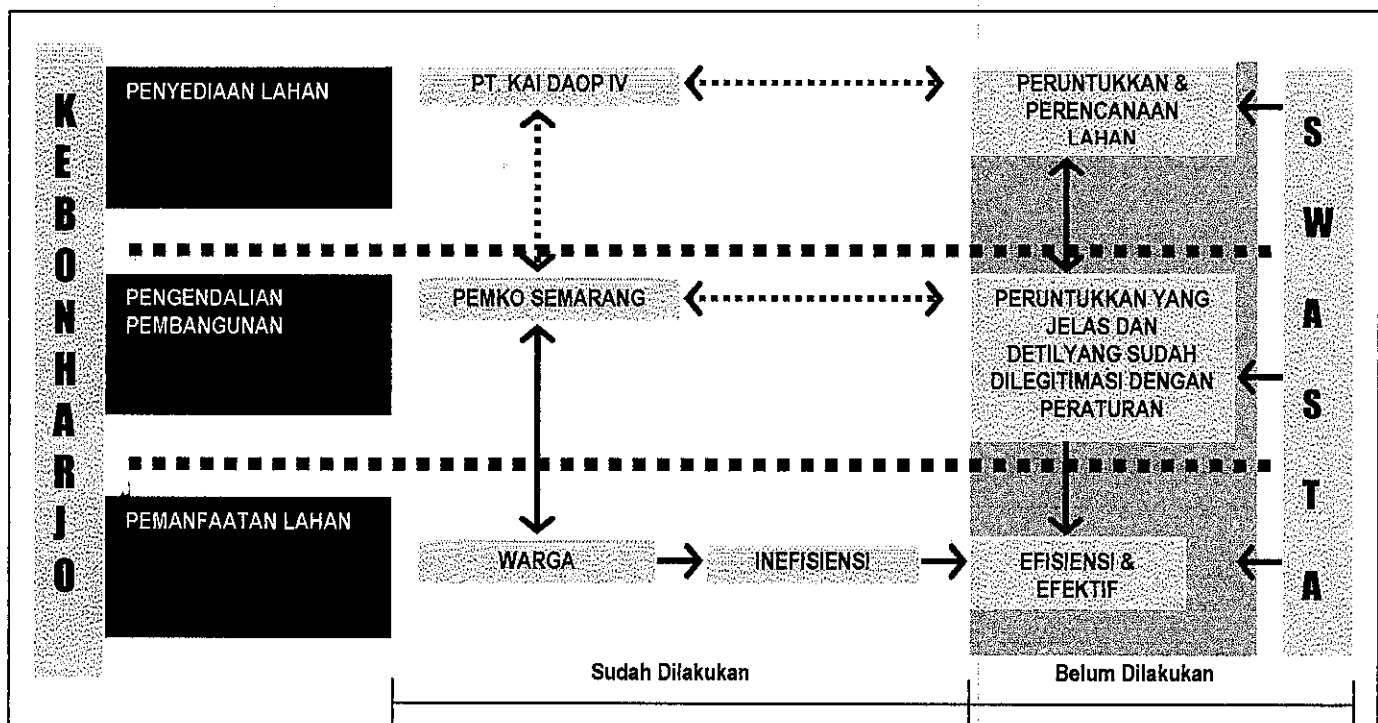 KEBONHARJO
PENYEDIAAN LAHAN
PT. KAI DAOP IV
PERUNTUKKAN &
PERENCANAAN
LAHAN
SWASTA
PENGENDALIAN
PEMBANGUNAN
PEMKO SEMARANG
PERUNTUKKAN YANG
JELAS DAN
DETILYANG SUDAH
DILEGITIMASI DENGAN
PERATURAN
PEMANFAATAN LAHAN
WARGA
INEFISIENSI
EFISIENSI &
EFEKTIF
Sudah Dilakukan
Belum Dilakukan